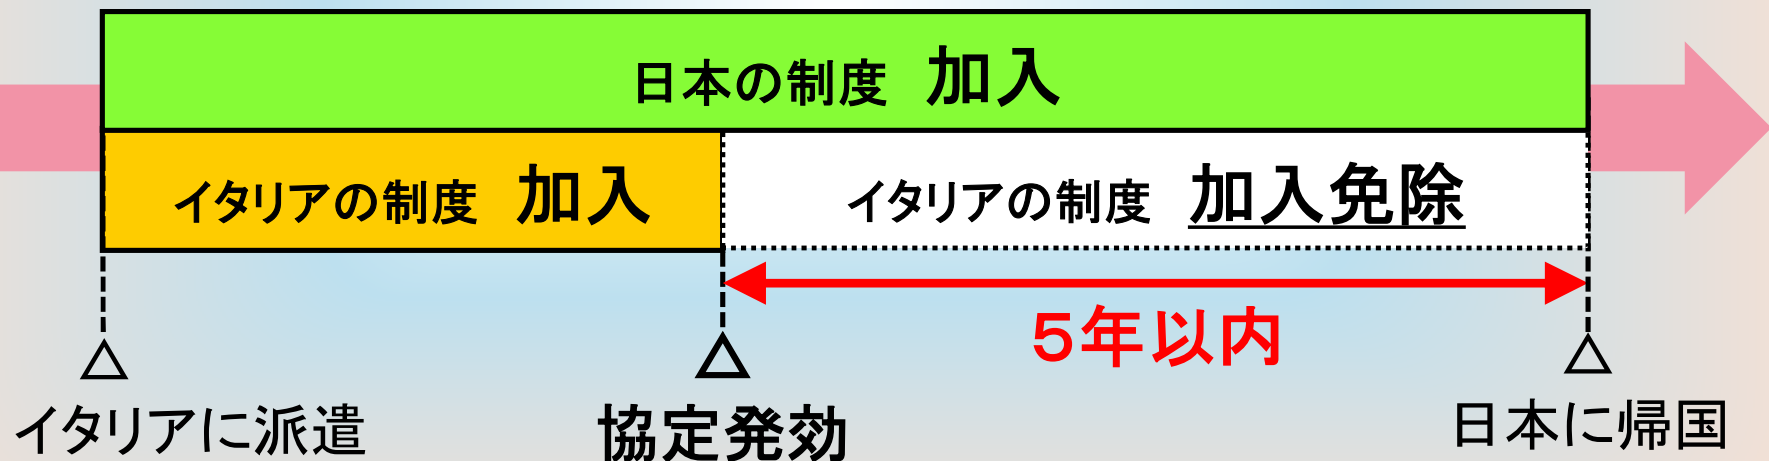 日本の制度 加入
イタリアの制度 加入
イタリアの制度 加入免除
5年以内
イタリアに派遣
協定発効
日本に帰国